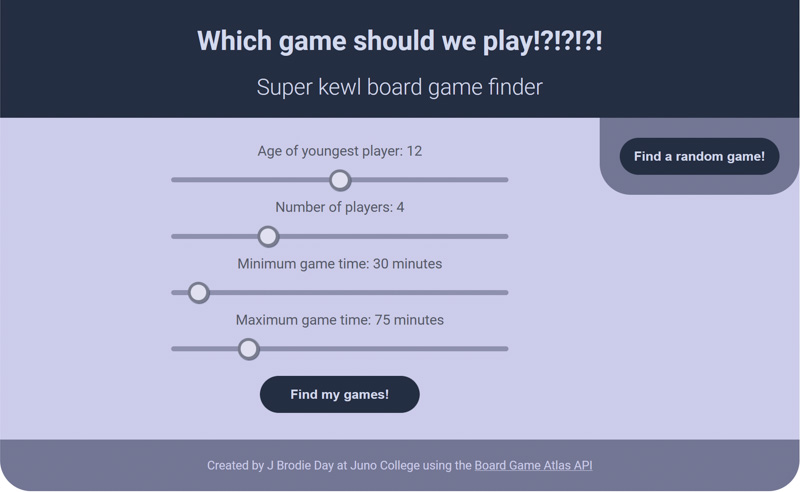 Which game should we play!?!?!?!
Super kewl board game finder
Find a random game!
Age of youngest player: 12
Number of players: 4
Minimum game time: 30 minutes
Maximum game time: 75 minutes
Find my games!
Created by J Brodie Day at Juno College using the Board Game Atlas API